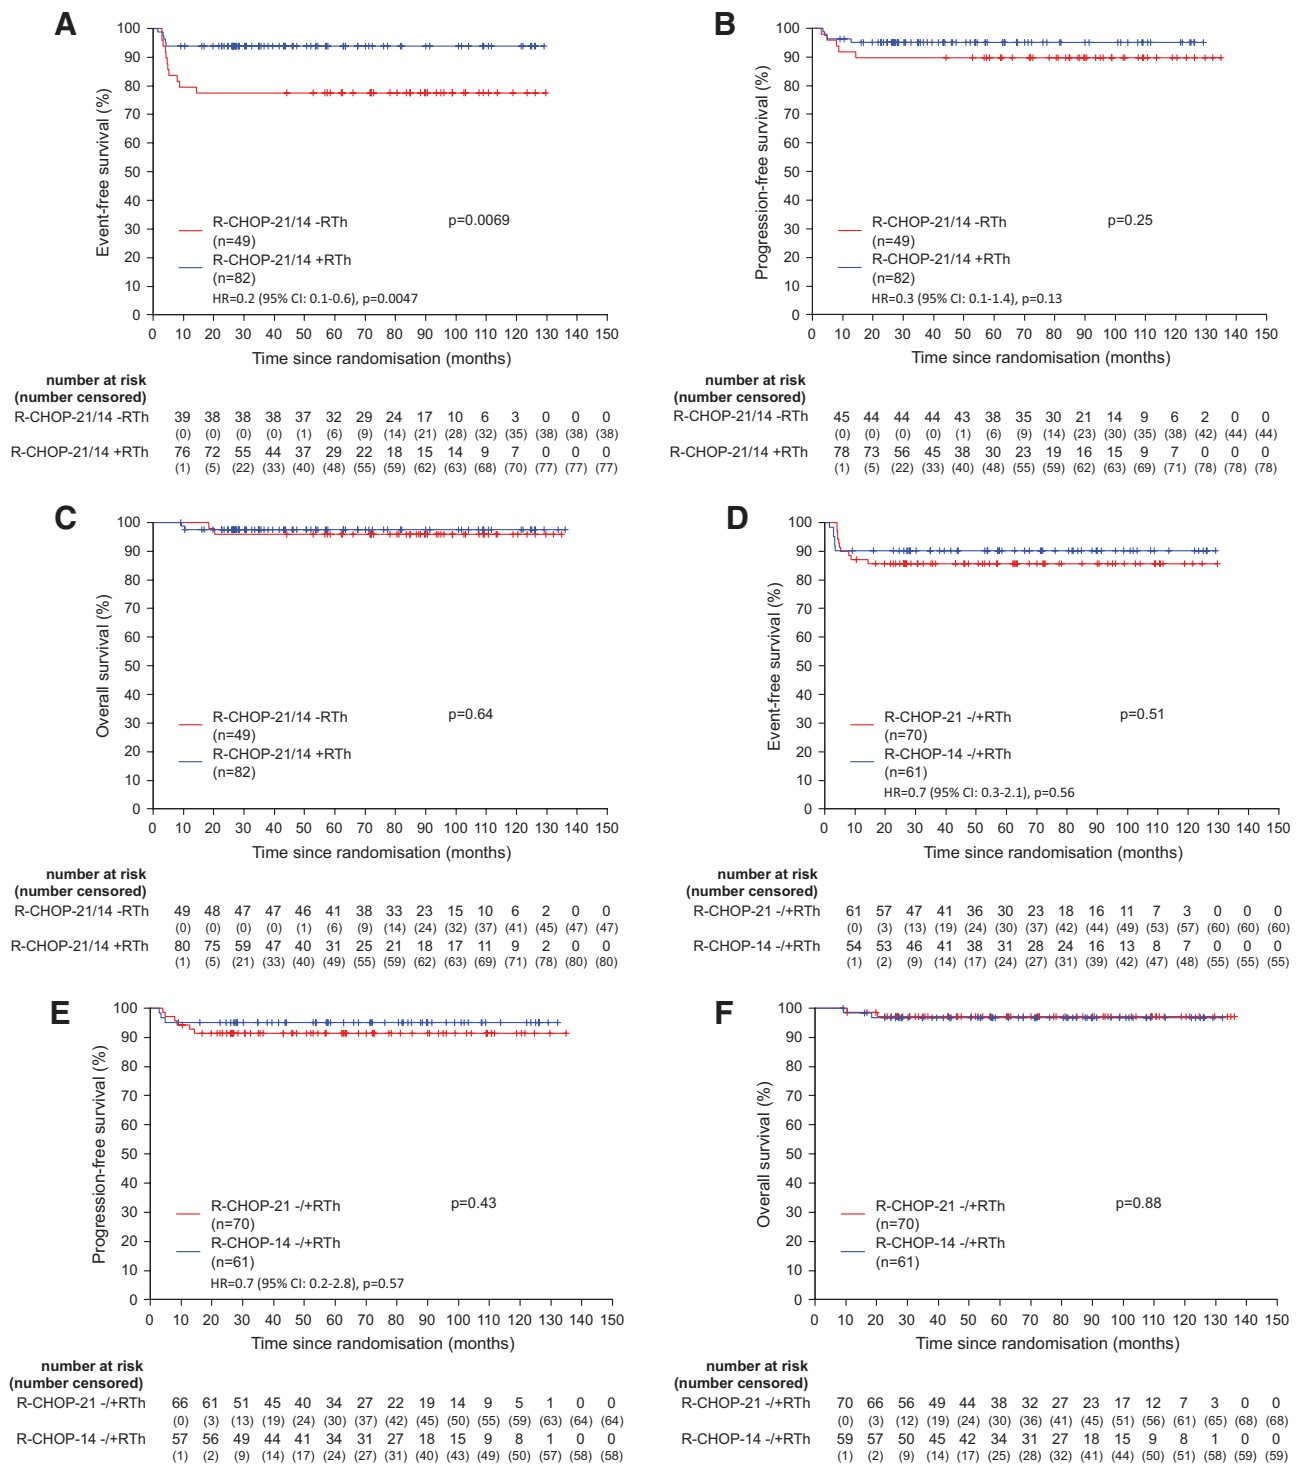 A
100
90
80
70
60
50
40
30
20
10
0
Event-free survival (%)
R-CHOP-21/14 -RTh
(n=49)
R-CHOP-21/14 +RTh
(n=82)
p=0.0069
HR=0.2 (95% CI: 0.1-0.6), p=0.0047
0 10 20 30 40 50 60 70 80 90 100 110 120 130 140 150
Time since randomisation (months)
number at risk
(number censored)
R-CHOP-21/14 -RTh 39 38 38 38 37 32 29 24 17 10 6 3 0 0 0
(0) (0) (0) (0) (1) (6) (9) (14) (21) (28) (32) (35) (38) (38) (38)
R-CHOP-21/14 +RTh 76 72 55 44 37 29 22 18 15 14 9 7 0 0 0
(1) (5) (22) (33) (40) (48) (55) (59) (62) (63) (68) (70) (77) (77) (77)
B
100
90
80
70
60
50
40
30
20
10
0
Progression-free survival (%)
R-CHOP-21/14 -RTh
(n=49)
R-CHOP-21/14 +RTh
(n=82)
p=0.25
HR=0.3 (95% CI: 0.1-1.4), p=0.13
0 10 20 30 40 50 60 70 80 90 100 110 120 130 140 150
Time since randomisation (months)
number at risk
(number censored)
R-CHOP-21/14 -RTh 45 44 44 44 43 38 35 30 21 14 9 6 2 0 0
(0) (0) (0) (0) (1) (6) (9) (14) (23) (30) (35) (38) (42) (44) (44)
R-CHOP-21/14 +RTh 78 73 56 45 38 30 23 19 16 15 9 7 0 0 0
(1) (5) (22) (33) (40) (48) (55) (59) (62) (63) (69) (71) (78) (78) (78)
C
100
90
80
70
60
50
40
30
20
10
0
Overall survival (%)
R-CHOP-21/14 -RTh
(n=49)
R-CHOP-21/14 +RTh
(n=82)
p=0.64
0 10 20 30 40 50 60 70 80 90 100 110 120 130 140 150
Time since randomisation (months)
number at risk
(number censored)
R-CHOP-21/14 -RTh 49 48 47 47 46 41 38 33 23 15 10 6 2 0 0
(0) (0) (0) (0) (1) (6) (9) (14) (24) (32) (37) (41) (45) (47) (47)
R-CHOP-21/14 +RTh 80 75 59 47 40 31 25 21 18 17 11 9 2 0 0
(1) (5) (21) (33) (40) (49) (55) (59) (62) (63) (69) (71) (78) (80) (80)
D
100
90
80
70
60
50
40
30
20
10
0
Event-free survival (%)
R-CHOP-21 -/+RTh
(n=70)
R-CHOP-14 -/+RTh
(n=61)
p=0.51
HR=0.7 (95% CI: 0.3-2.1), p=0.56
0 10 20 30 40 50 60 70 80 90 100 110 120 130 140 150
Time since randomisation (months)
number at risk
(number censored)
R-CHOP-21 -/+RTh 61 57 47 41 36 30 23 18 16 11 7 3 0 0 0
(0) (3) (13) (19) (24) (30) (37) (42) (44) (49) (53) (57) (60) (60) (60)
R-CHOP-14 -/+RTh 54 53 46 41 38 31 28 24 16 13 8 7 0 0 0
(1) (2) (9) (14) (17) (24) (27) (31) (39) (42) (47) (48) (55) (55) (55)
E
100
90
80
70
60
50
40
30
20
10
0
Progression-free survival (%)
R-CHOP-21 -/+RTh
(n=70)
R-CHOP-14 -/+RTh
(n=61)
p=0.43
HR=0.7 (95% CI: 0.2-2.8), p=0.57
0 10 20 30 40 50 60 70 80 90 100 110 120 130 140 150
Time since randomisation (months)
number at risk
(number censored)
R-CHOP-21 -/+RTh 66 61 51 45 40 34 27 22 19 14 9 5 1 0 0
(0) (3) (13) (19) (24) (30) (37) (42) (45) (50) (55) (59) (63) (64) (64)
R-CHOP-14 -/+RTh 57 56 49 44 41 34 31 27 18 15 9 8 1 0 0
(1) (2) (9) (14) (17) (24) (27) (31) (40) (43) (49) (50) (57) (58) (58)
F
100
90
80
70
60
50
40
30
20
10
0
Overall survival (%)
R-CHOP-21 -/+RTh
(n=70)
R-CHOP-14 -/+RTh
(n=61)
p=0.88
0 10 20 30 40 50 60 70 80 90 100 110 120 130 140 150
Time since randomisation (months)
number at risk
(number censored)
R-CHOP-21 -/+RTh 70 66 56 49 44 38 32 27 23 17 12 7 3 0 0
(0) (3) (12) (19) (24) (30) (36) (41) (45) (51) (56) (61) (65) (68) (68)
R-CHOP-14 -/+RTh 59 57 50 45 42 34 31 27 18 15 9 8 1 0 0
(1) (2) (9) (14) (17) (25) (28) (32) (41) (44) (50) (51) (58) (59) (59)